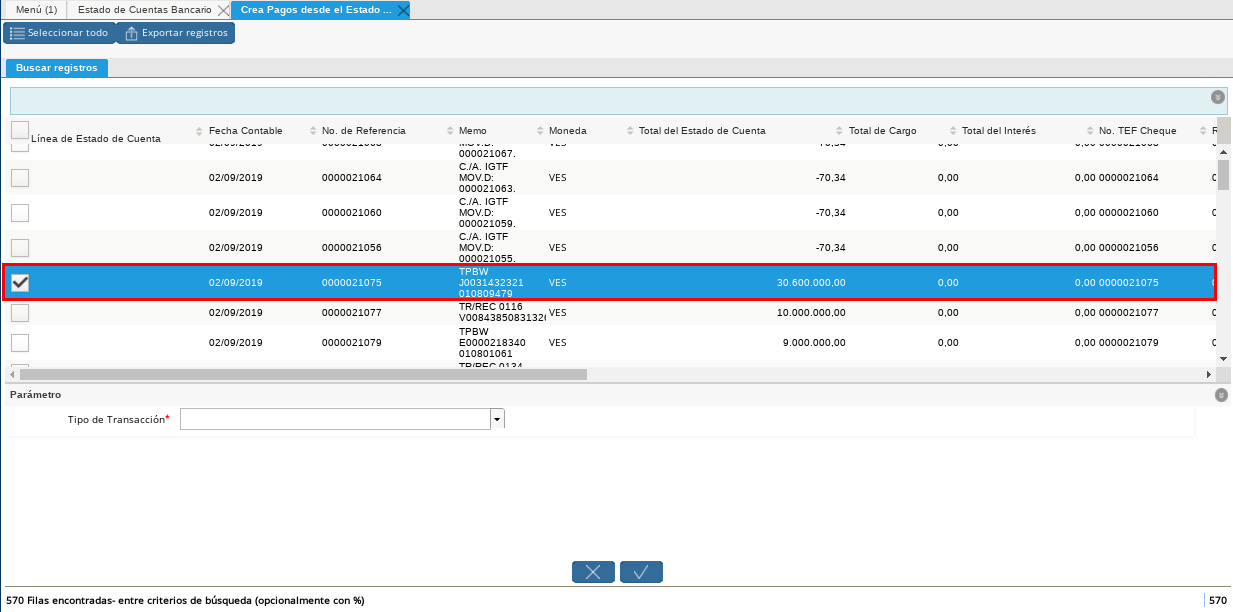 Menú (1) Estado de Cuentas Bancario Crea Pagos desde el Estado ...
Seleccionar todo Exportar registros
Buscar registros
Línea de Estado de Cuenta Fecha Contable No. de Referencia Memo Moneda Total del Estado de Cuenta Total de Cargo Total del Interés No. TEF Cheque R
000021067.
C./A. IGTF
02/09/2019 0000021064 MOV.D: VES -70,34 0,00 0,00 0000021064
000021063.
C./A. IGTF
02/09/2019 0000021060 MOV.D: VES -70,34 0,00 0,00 0000021060
000021059.
C./A. IGTF
02/09/2019 0000021056 MOV.D: VES -70,34 0,00 0,00 0000021056
000021055.
TPBW
02/09/2019 0000021075 J0031432321 VES 30.600.000,00 0,00 0,00 0000021075
010809479
TR/REC 0116
02/09/2019 0000021077 VES 10.000.000,00 0,00 0,00 0000021077
TPBW
02/09/2019 0000021079 E0000218340 VES 9.000.000,00 0,00 0,00 0000021079
010801061
TR/REC 0134
Parámetro
Tipo de Transacción*
570 Filas encontradas- entre criterios de búsqueda (opcionalmente con %) 570